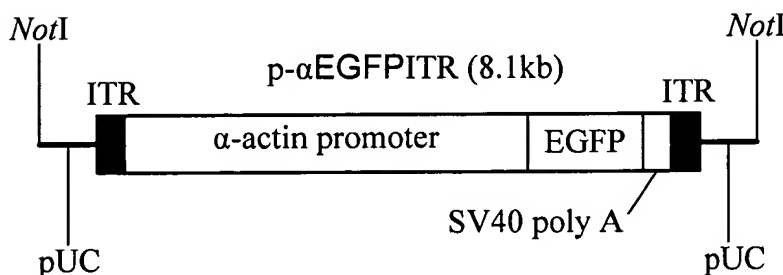 NotI
NotI
p-αEGFPITR (8.1kb)
ITR
ITR
α-actin promoter
EGFP
SV40 poly A
pUC
pUC